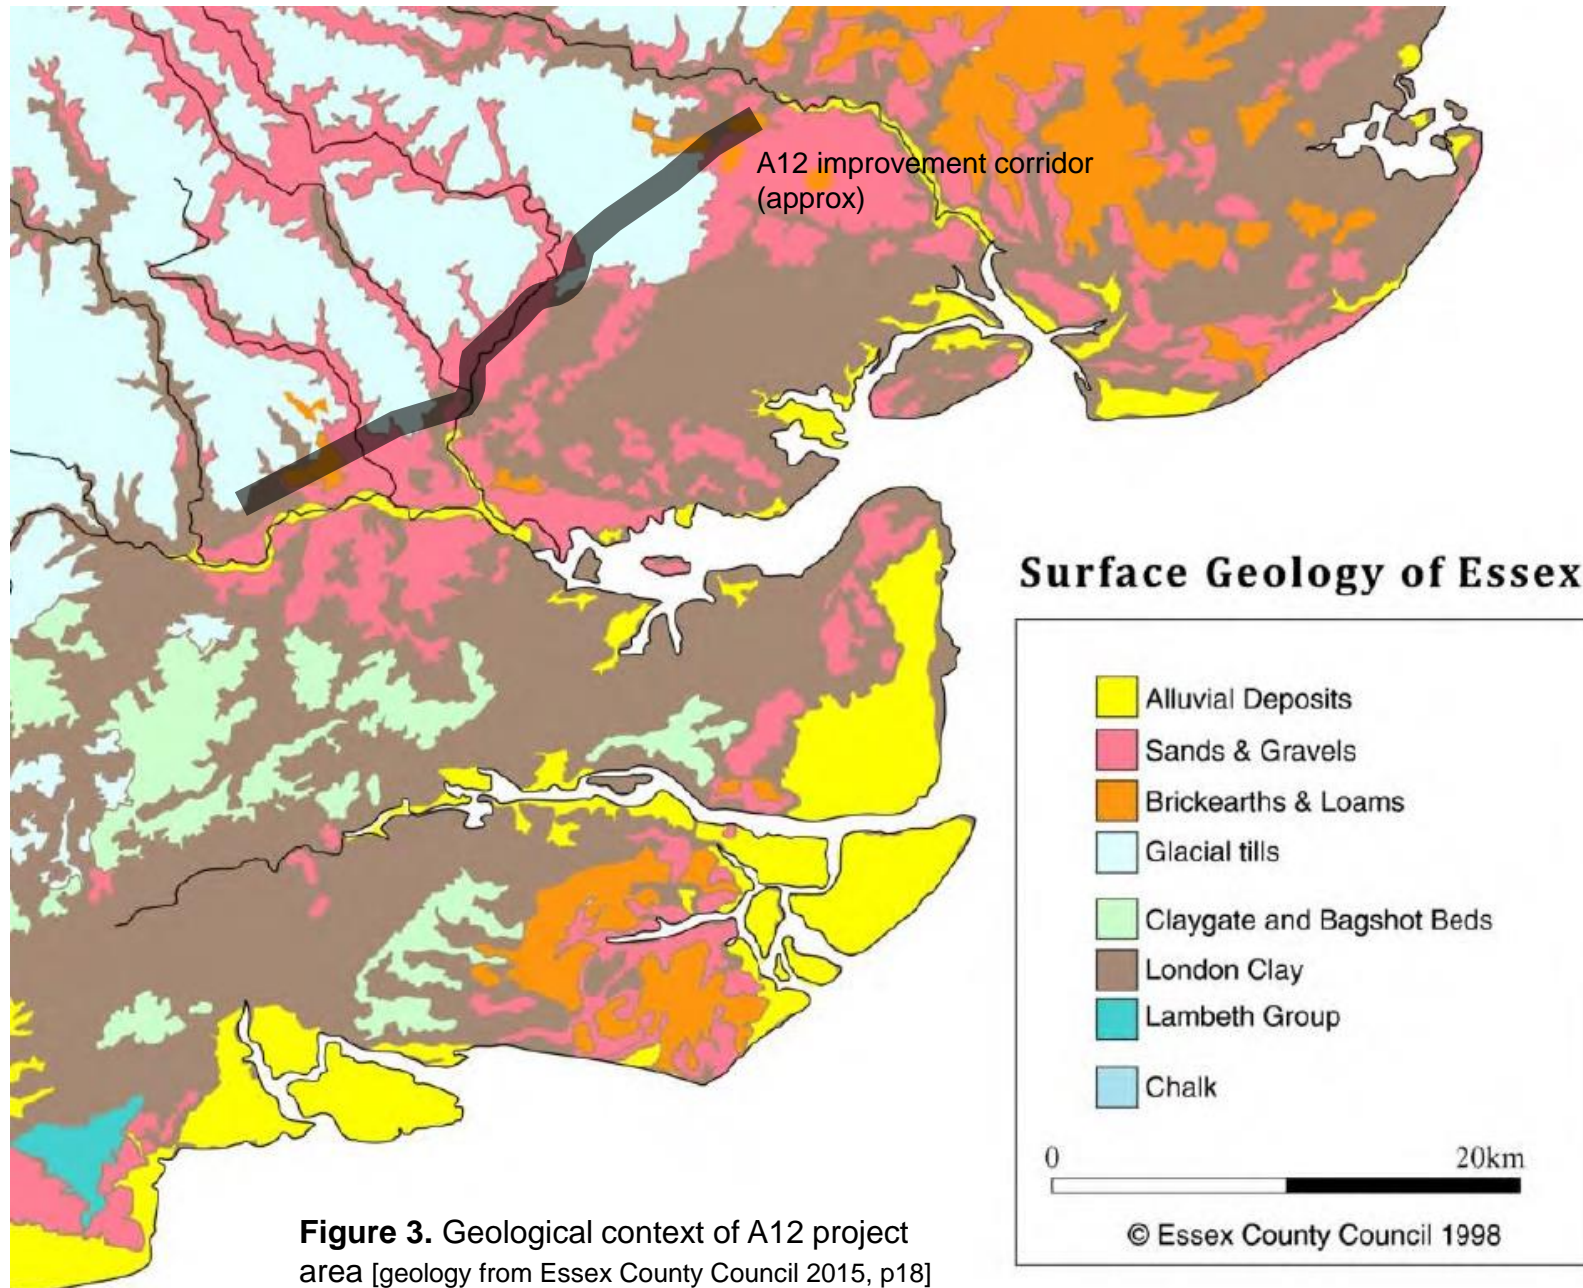 A12 improvement corridor
(approx)
Surface Geology of Essex
Alluvial Deposits
Sands & Gravels
Brickearths & Loams
Glacial tills
Claygate and Bagshot Beds
London Clay
Lambeth Group
Chalk
0 20km
© Essex County Council 1998
Figure 3. Geological context of A12 project
area [geology from Essex County Council 2015, p18]